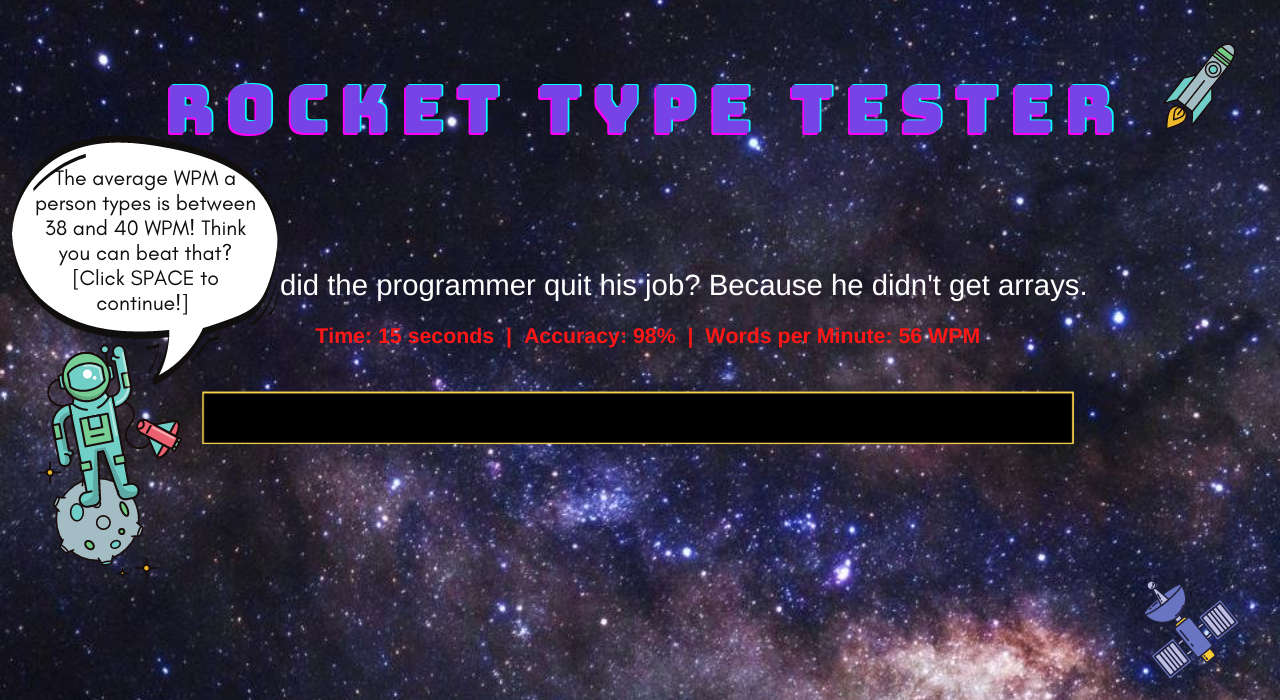 ROCKET TYPE TESTER
The average WPM a
person types is between
38 and 40 WPM! Think
you can beat that?
[Click SPACE to
continue!]
did the programmer quit his job? Because he didn't get arrays.
Time: 15 seconds | Accuracy: 98% | Words per Minute: 56 WPM